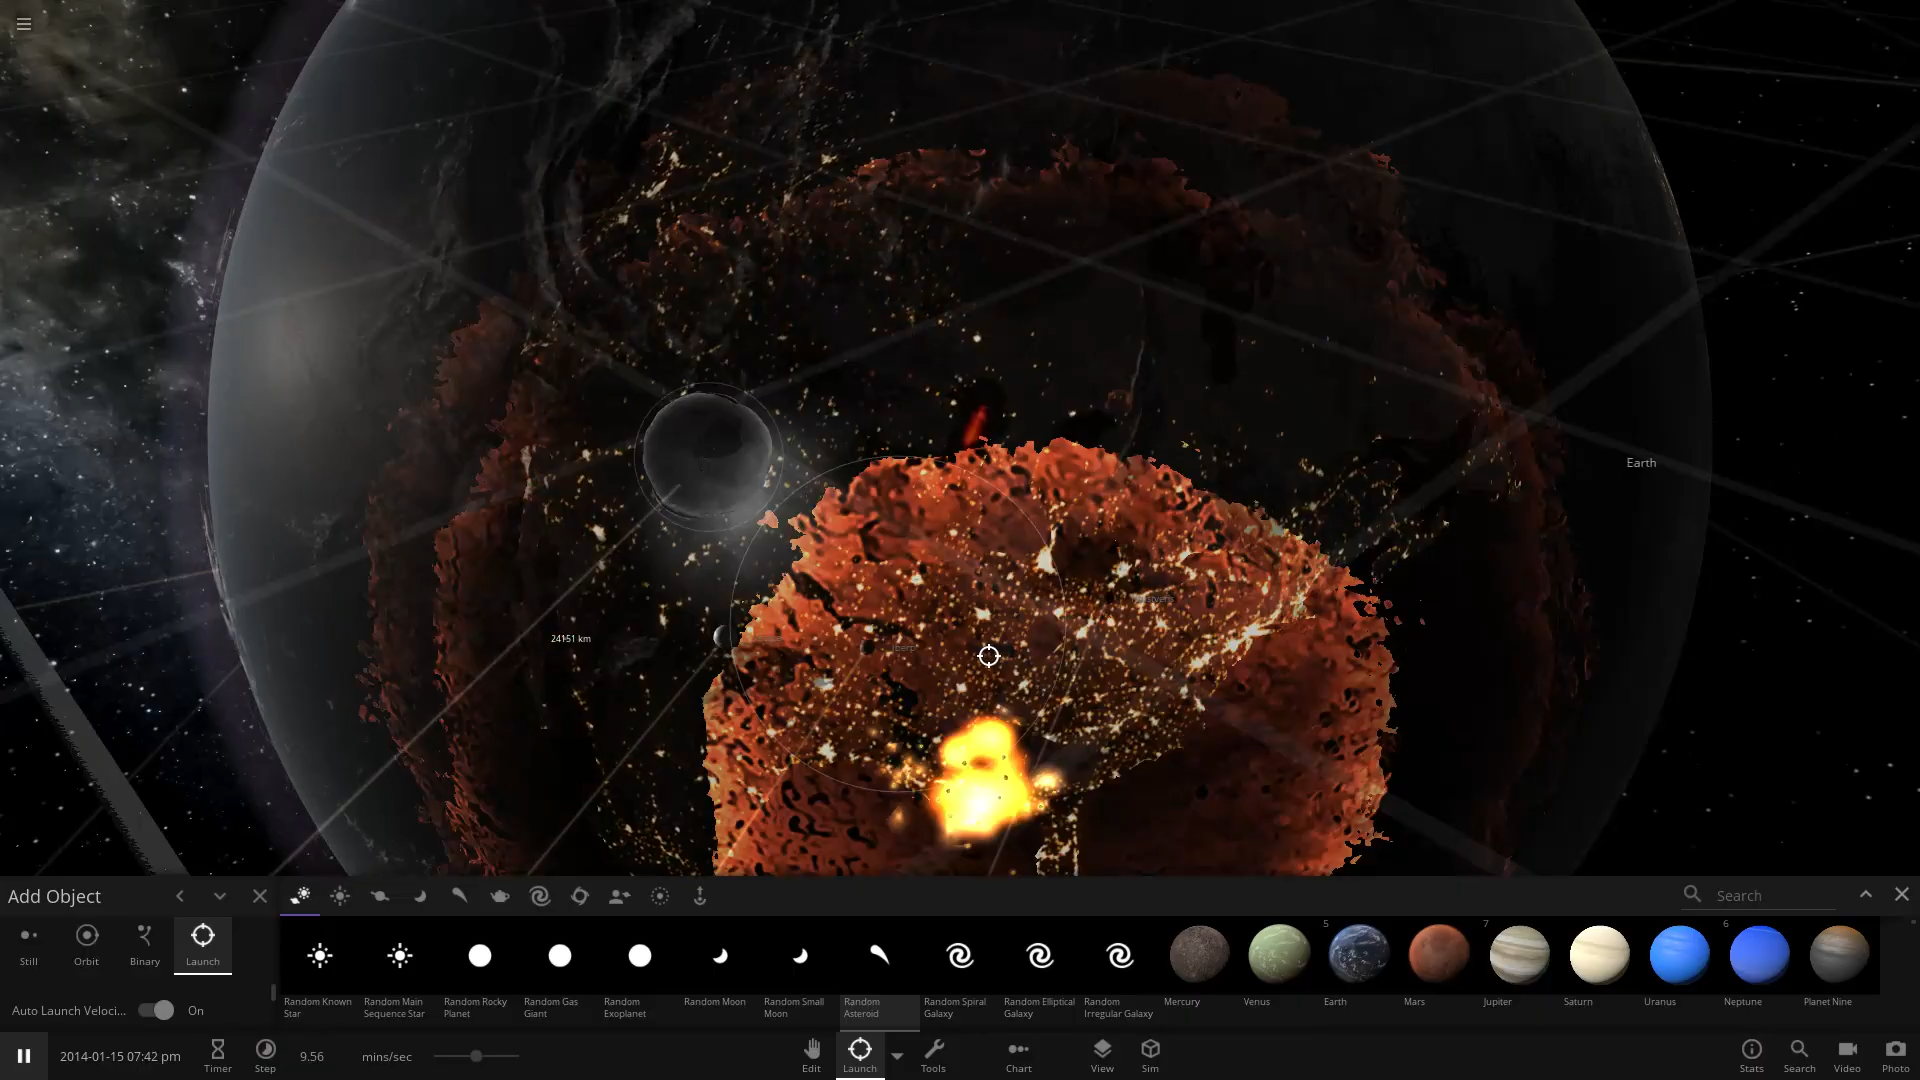 Earth
24151 km
Add Object
Search
Still
Orbit
Binary
Launch
Auto Launch Veloci...
On
Random Known
Star
Random Main
Sequence Star
Random Rocky
Planet
Random Gas
Giant
Random
Exoplanet
Random Moon
Random Small
Moon
Random
Asteroid
Random Spiral
Galaxy
Random Elliptical
Galaxy
Random
Irregular Galaxy
Mercury
Venus
5
Earth
Mars
7
Jupiter
Saturn
Uranus
6
Neptune
Planet Nine
2014-01-15 07:42 pm
Timer
Step
9.56
mins/sec
Edit
Launch
Tools
Chart
View
Sim
Stats
Search
Video
Photo